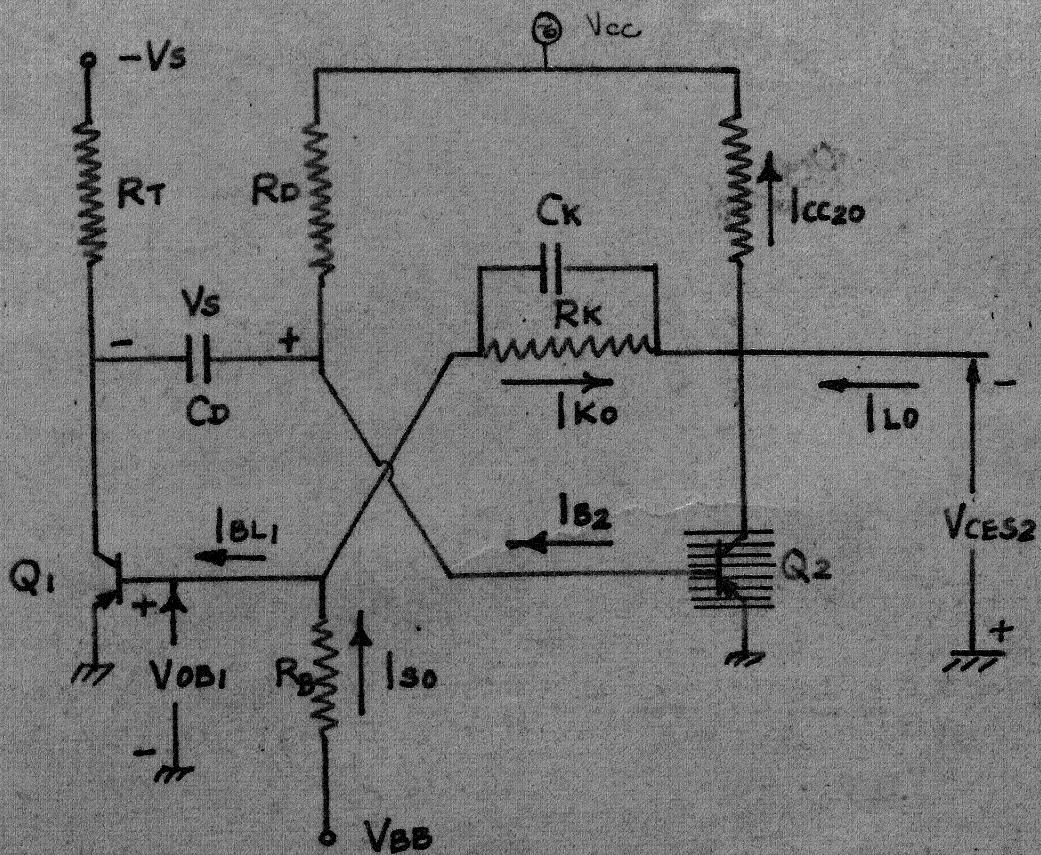 -Vs
Vcc
RT
RD
ICC20
CK
Vs
RK
- +
CD
IK0
IL0
-
IBL1
IB2
VCES2
Q1
Q2
+
VOB1
RB
IS0
+
-
VBB